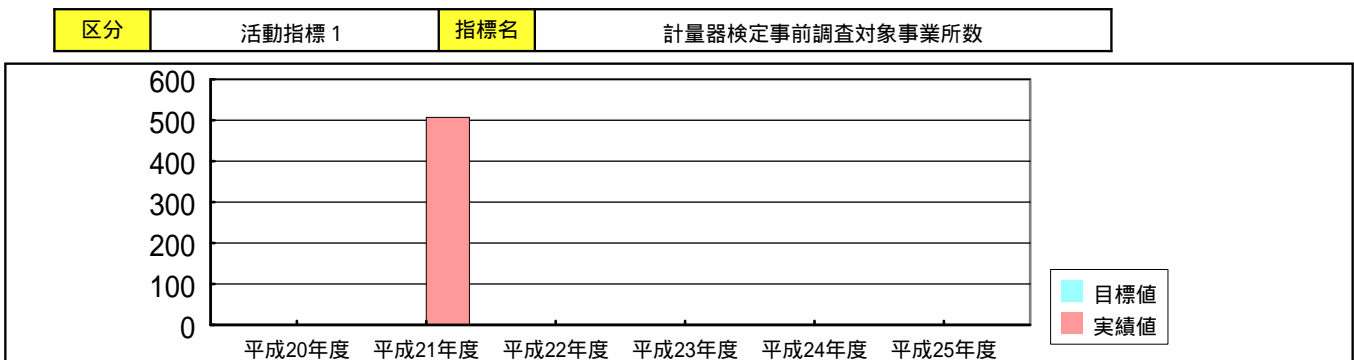 区分 活動指標1 指標名 計量器検定事前調査対象事業所数
600
500
400
300
200
100
0
平成20年度 平成21年度 平成22年度 平成23年度 平成24年度 平成25年度
目標値
実績値